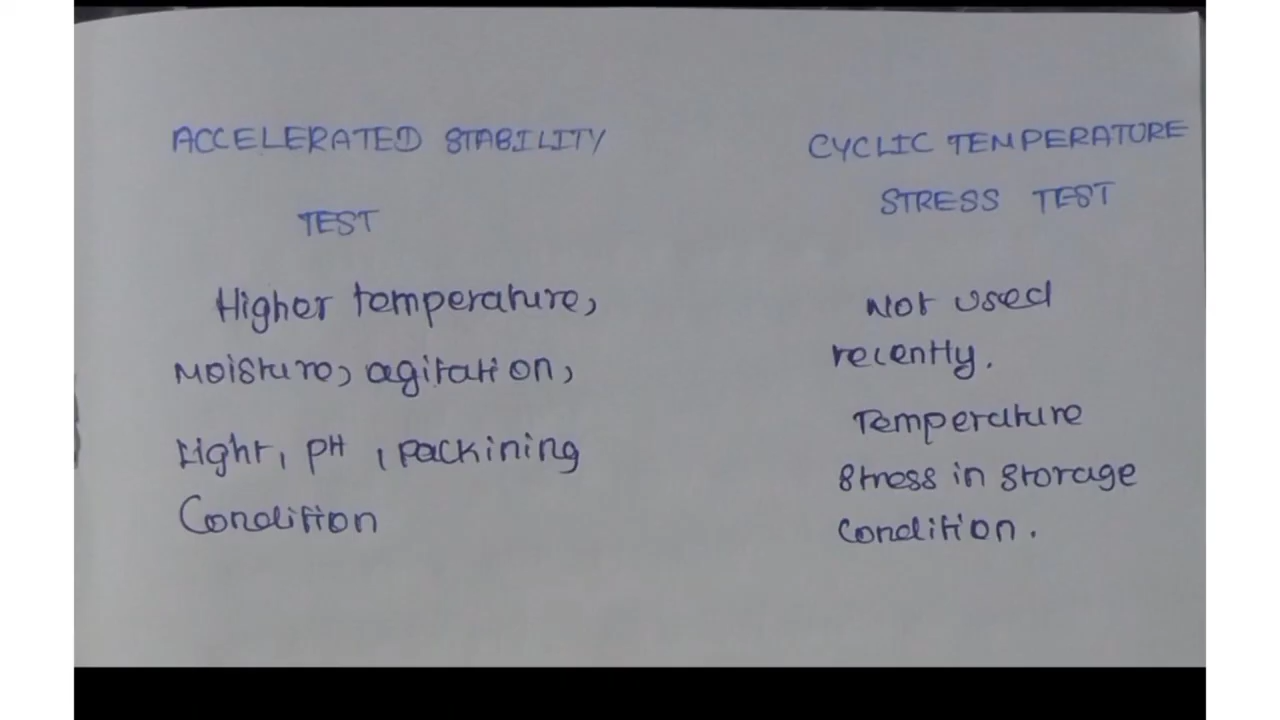 ACCELERATED STABILITY
TEST
Higher temperature,
Moisture, agitation,
Light, pH, packining
Condition
CYCLIC TEMPERATURE
STRESS TEST
Not used
recently.
Temperature
Stress in storage
Condition.